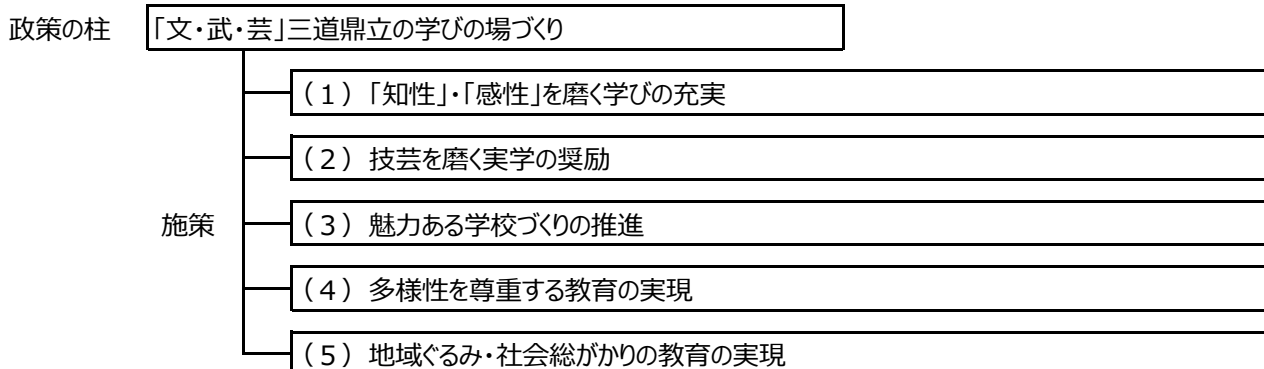 政策の柱 「文・武・芸」三道鼎立の学びの場づくり
（１）「知性」・「感性」を磨く学びの充実
（２）技芸を磨く実学の奨励
施策 （３）魅力ある学校づくりの推進
（４）多様性を尊重する教育の実現
（５）地域ぐるみ・社会総がかりの教育の実現